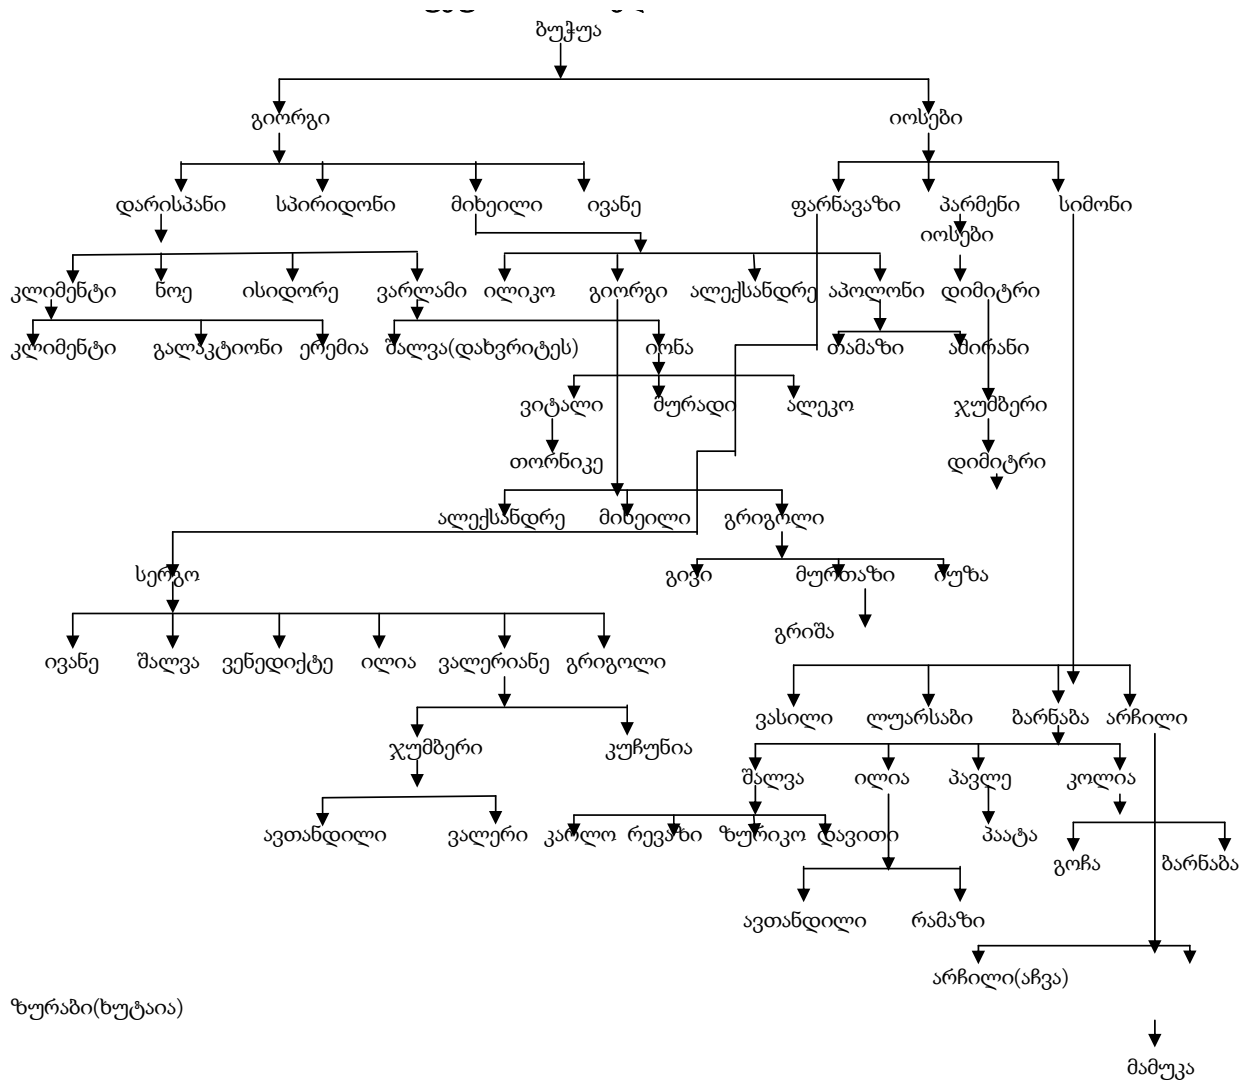 ბუჭუა
გიორგი იოსები
დარისპანი სპირიდონი მიხეილი ივანე ფარნავაზი პარმენი სიმონი
იოსები
კლიმენტი ნოე ისიდორე ვარლამი ილიკო გიორგი ალექსანდრე აპოლონი დიმიტრი
კლიმენტი გალაკტიონი ერემია შალვა(დახვრიტეს) იონა თამაზი ამირანი
ვიტალი მურადი ალეკო ჯუმბერი
თორნიკე დიმიტრი
ალექსანდრე მიხეილი გრიგოლი
სერგო გივი მურთაზი იუზა
გრიშა
ივანე შალვა ვენედიქტე ილია ვალერიანე გრიგოლი
ვასილი ლუარსაბი ბარნაბა არჩილი
ჯუმბერი კუჩუნია
შალვა ილია პავლე კოლია
ავთანდილი ვალერი კარლო რევაზი ზურიკო დავითი პაატა
გოჩა ბარნაბა
ავთანდილი რამაზი
არჩილი(აჩვა)
ზურაბი(ხუტაია)
მამუკა